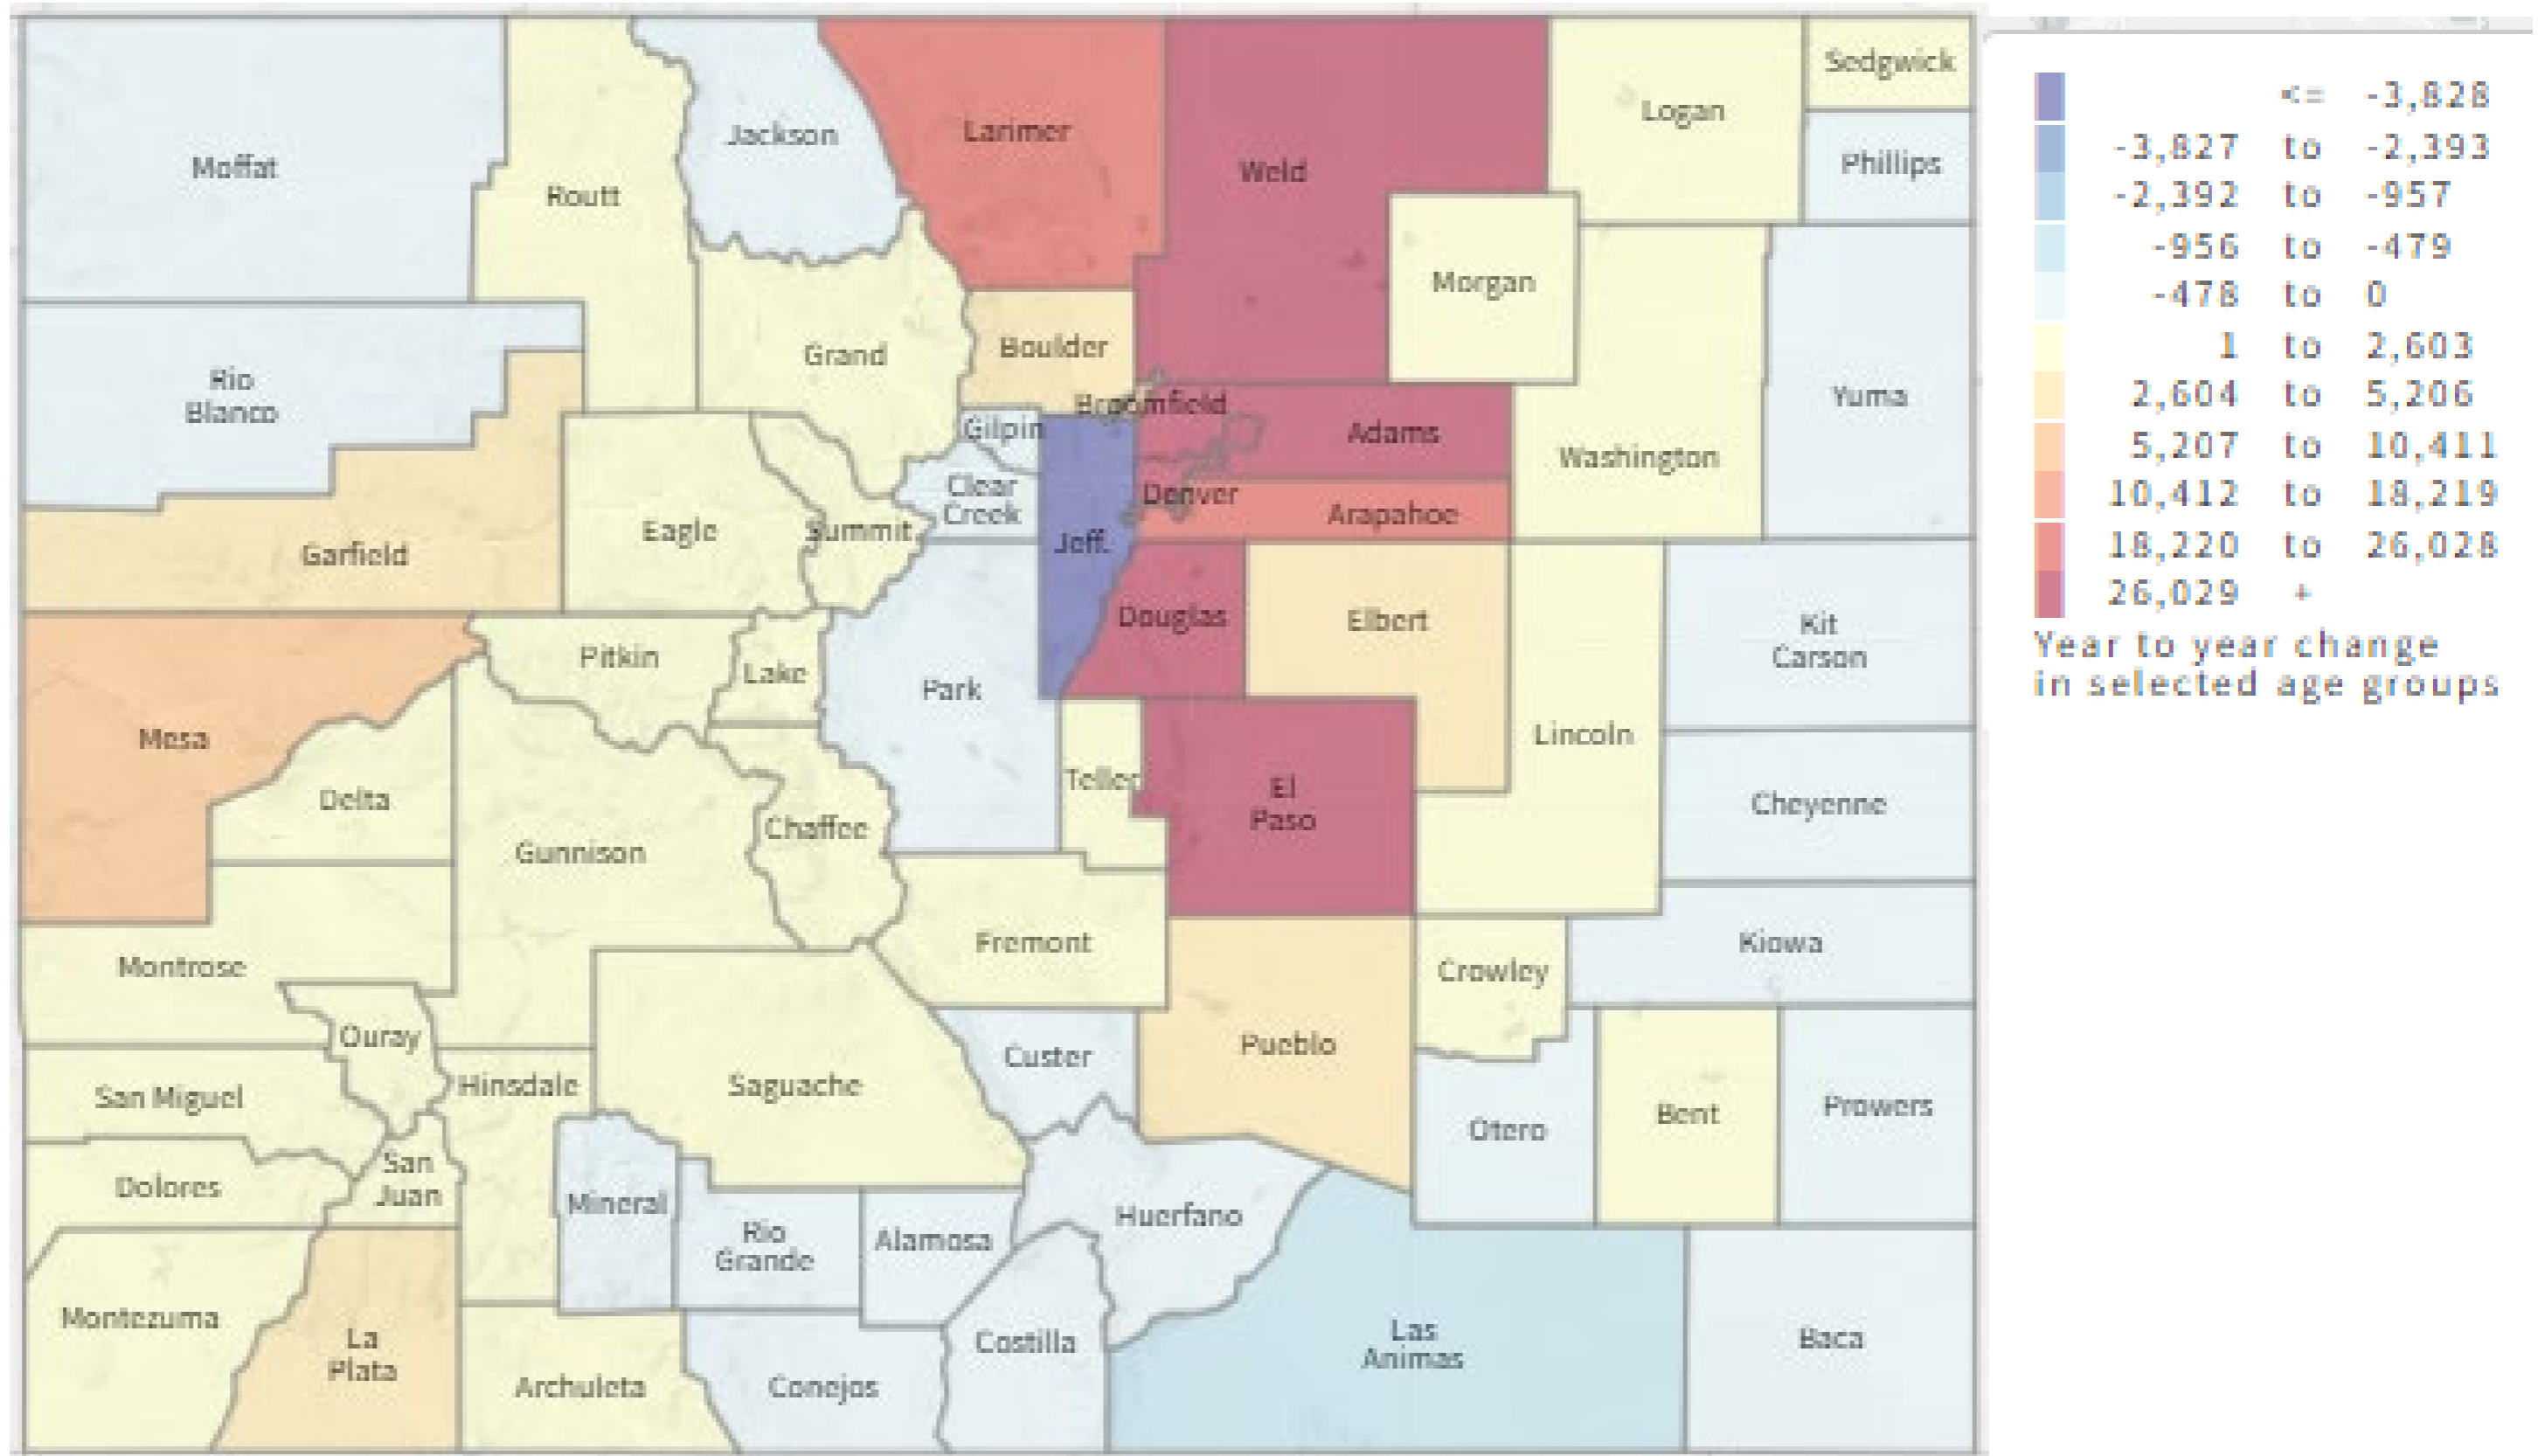 Sedgwick
Logan
Larimer
Jackson
Moffat
Weld
Phillips
Routt
Morgan
Boulder
Grand
Rio
Blanco
Yuma
Broomfield
Gilpin
Adams
Washington
Clear
Creek
Denver
Arapahoe
Eagle
Summit
Jeff.
Garfield
Douglas
Elbert
Kit
Carson
Pitkin
Lake
Park
Mesa
Lincoln
Teller
El
Paso
Delta
Cheyenne
Chaffee
Gunnison
Fremont
Kiowa
Montrose
Crowley
Ouray
Custer
Pueblo
San Miguel
Hinsdale
Saguache
Otero
Bent
Prowers
San
Juan
Dolores
Mineral
Rio
Grande
Alamosa
Huerfano
Montezuma
La
Plata
Archuleta
Conejos
Costilla
Las
Animas
Baca
<= -3,828
-3,827 to -2,393
-2,392 to -957
-956 to -479
-478 to 0
1 to 2,603
2,604 to 5,206
5,207 to 10,411
10,412 to 18,219
18,220 to 26,028
26,029 +
Year to year change
in selected age groups